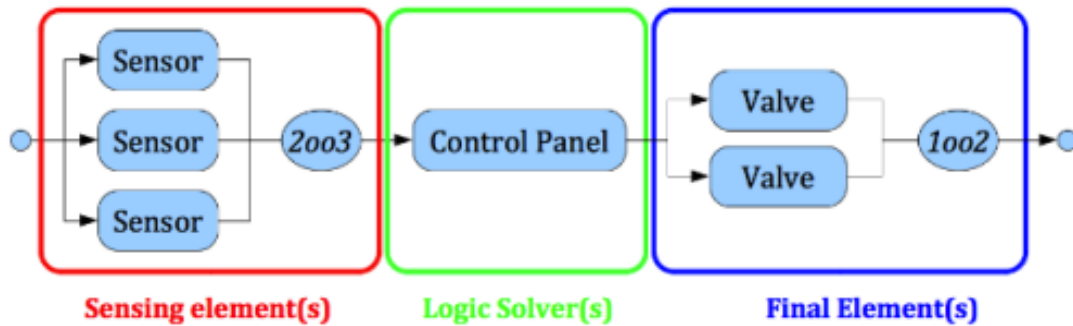 Sensor
Sensor
Sensor
2oo3
Control Panel
Valve
Valve
1oo2
Sensing element(s)
Logic Solver(s)
Final Element(s)